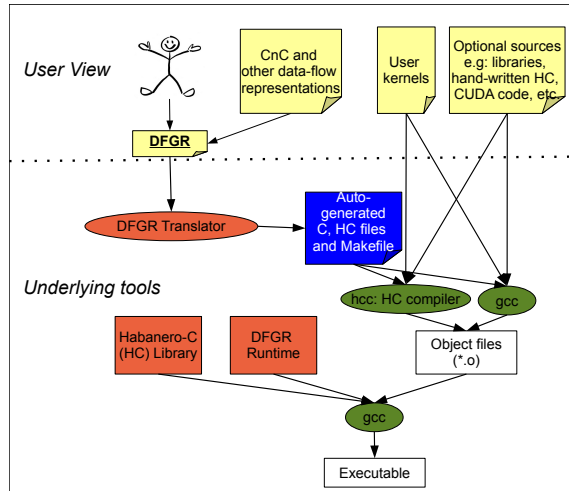 User View
CnC and
other data-flow
representations
User
kernels
Optional sources
e.g: libraries,
hand-written HC,
CUDA code, etc.
DFGR
DFGR Translator
Auto-
generated
C, HC files
and Makefile
Underlying tools
hcc: HC compiler
gcc
Habanero-C
(HC) Library
DFGR
Runtime
Object files
(*.o)
gcc
Executable